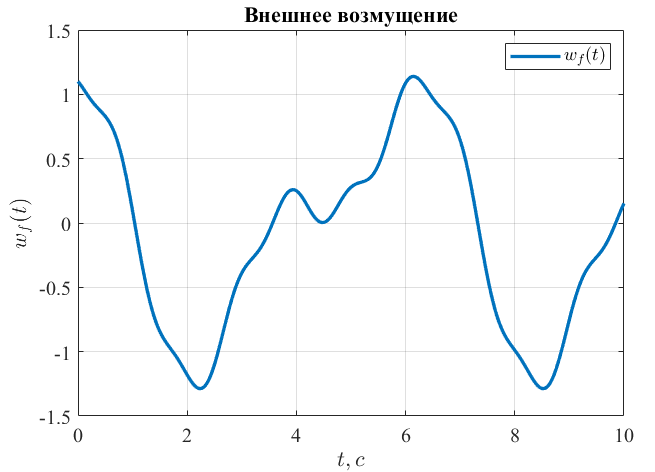 Внешнее возмущение
w_f(t)
1.5
1
0.5
0
-0.5
-1
-1.5
w_f(t)
0 2 4 6 8 10
t, c